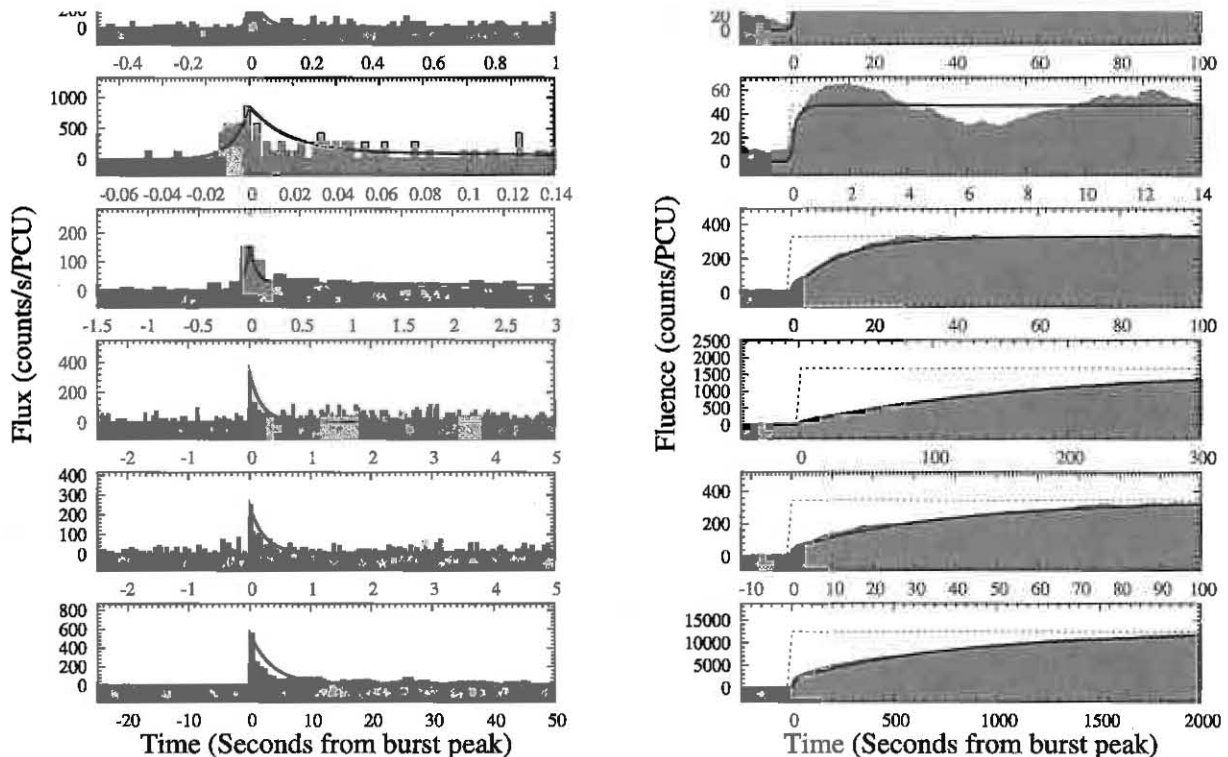 200
0
-0.4 -0.2 0 0.2 0.4 0.6 0.8 1
1000
500
0
-0.06 -0.04 -0.02 0 0.02 0.04 0.06 0.08 0.1 0.12 0.14
200
100
0
-1.5 -1 -0.5 0 0.5 1 1.5 2 2.5 3
400
200
0
-2 -1 0 1 2 3 4 5
400
300
200
100
0
-2 -1 0 1 2 3 4 5
800
600
400
200
0
-20 -10 0 10 20 30 40 50
Flux (counts/s/PCU)
Time (Seconds from burst peak)
20
0
0 20 40 60 80 100
60
40
20
0
0 2 4 6 8 10 12 14
400
200
0
0 20 40 60 80 100
2500
2000
1500
1000
500
0
0 100 200 300
400
200
0
-10 0 10 20 30 40 50 60 70 80 90 100
15000
10000
5000
0
0 500 1000 1500 2000
Fluence (counts/PCU)
Time (Seconds from burst peak)